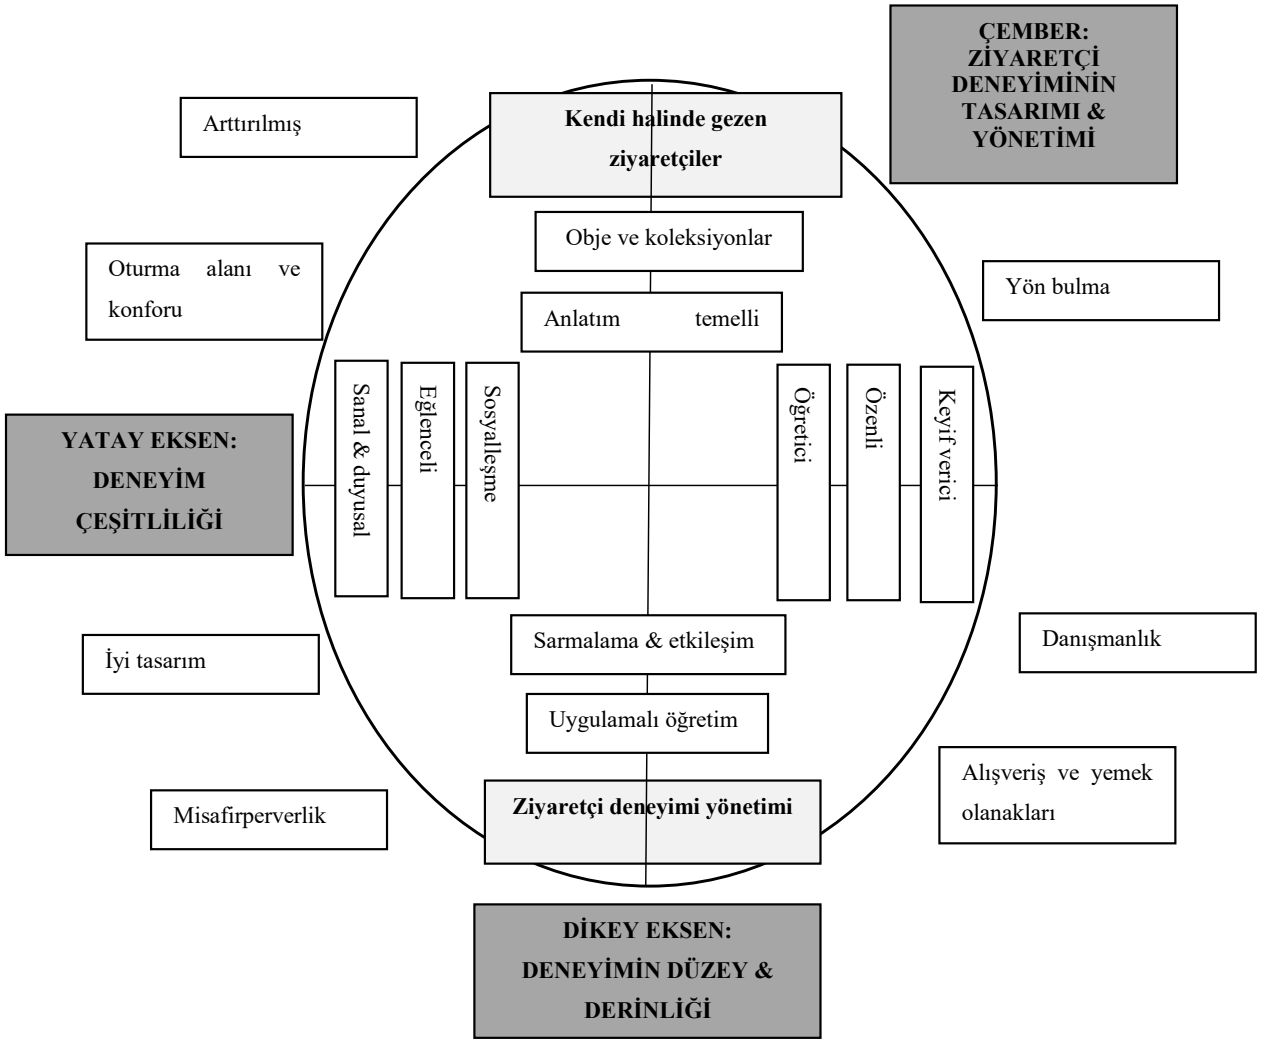 ÇEMBER:
ZİYARETÇİ
DENEYİMİNİN
TASARIMI &
YÖNETİMİ
Arttırılmış
Kendi halinde gezen
ziyaretçiler
Obje ve koleksiyonlar
Oturma alanı ve
konforu
Yön bulma
Anlatım temelli
YATAY EKSEN:
DENEYİM
ÇEŞİTLİLİĞİ
Sanal & duyusal
Eğlenceli
Sosyalleşme
Öğretici
Özenli
Keyif verici
Sarmalama & etkileşim
İyi tasarım
Danışmanlık
Uygulamalı öğretim
Misafirperverlik
Ziyaretçi deneyimi yönetimi
Alışveriş ve yemek
olanakları
DİKEY EKSEN:
DENEYİMİN DÜZEY &
DERİNLİĞİ